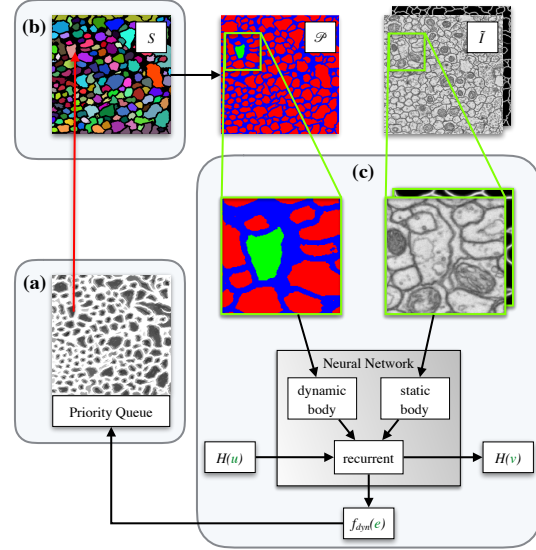 (b)
S
𝒫
Ĩ
(c)
(a)
Priority Queue
Neural Network
dynamic
body
static
body
H(u)
recurrent
H(v)
f_dyn(e)